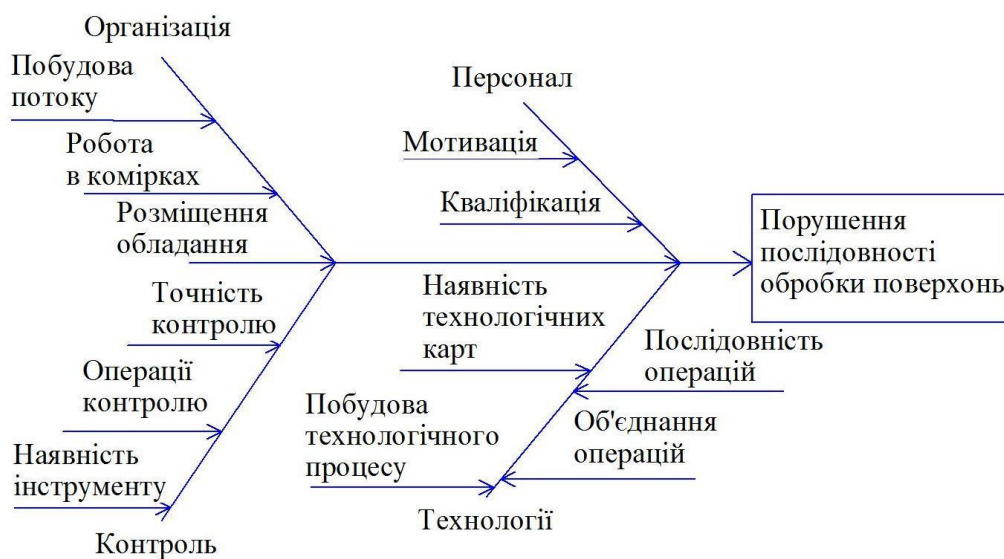 Організація
Побудова
потоку
Робота
в комірках
Розміщення
обладання
Персонал
Мотивація
Кваліфікація
Порушення
послідовності
обробки поверхонь
Точність
контролю
Операції
контролю
Наявність
інструменту
Контроль
Наявність
технологічних
карт
Послідовність
операцій
Побудова
технологічного
процесу
Об'єднання
операцій
Технології